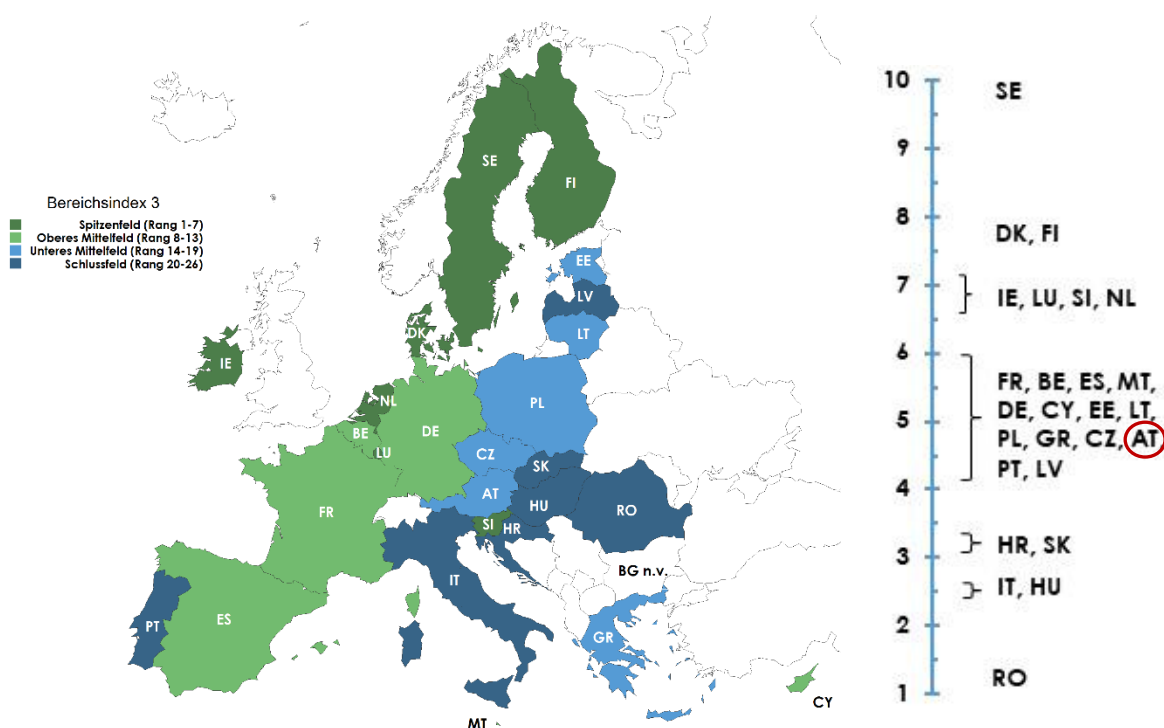 Bereichsindex 3
Spitzenfeld (Rang 1-7)
Oberes Mittelfeld (Rang 8-13)
Unteres Mittelfeld (Rang 14-19)
Schlussfeld (Rang 20-26)
SE
FI
EE
LV
LT
DK
IE
NL
PL
BE
DE
LU
CZ
SK
AT
HU
RO
FR
SI
HR
BG n.v.
IT
PT
ES
GR
CY
MT
10
SE
9
8
DK, FI
7
IE, LU, SI, NL
6
FR, BE, ES, MT,
DE, CY, EE, LT,
5
PL, GR, CZ, AT
PT, LV
4
HR, SK
3
IT, HU
2
RO
1